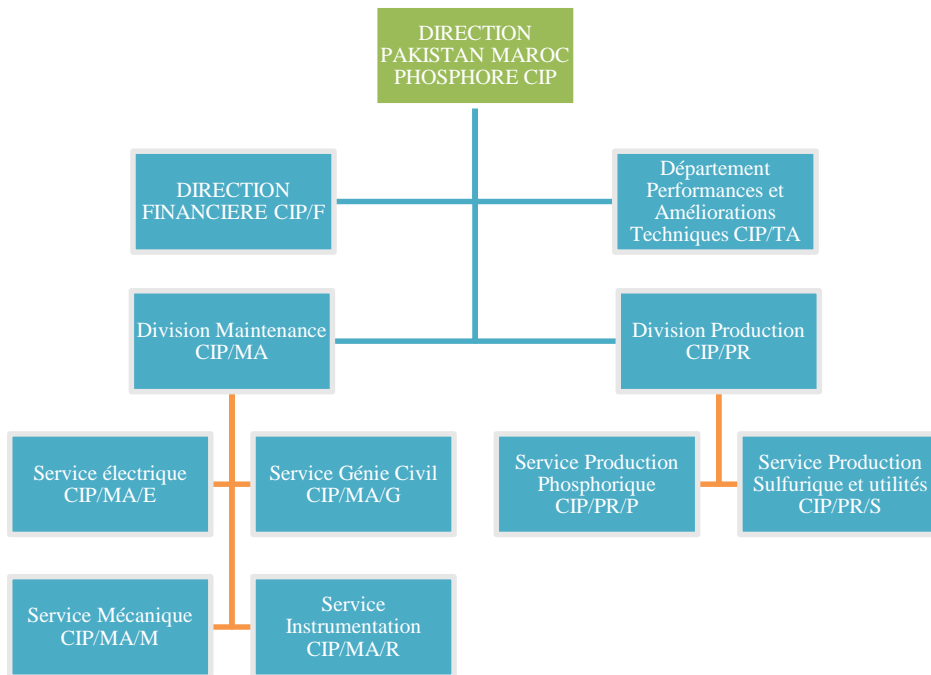 DIRECTION
PAKISTAN MAROC
PHOSPHORE CIP
DIRECTION
FINANCIERE CIP/F
Département
Performances et
Améliorations
Techniques CIP/TA
Division Maintenance
CIP/MA
Division Production
CIP/PR
Service électrique
CIP/MA/E
Service Génie Civil
CIP/MA/G
Service Production
Phosphorique
CIP/PR/P
Service Production
Sulfurique et utilités
CIP/PR/S
Service Mécanique
CIP/MA/M
Service
Instrumentation
CIP/MA/R